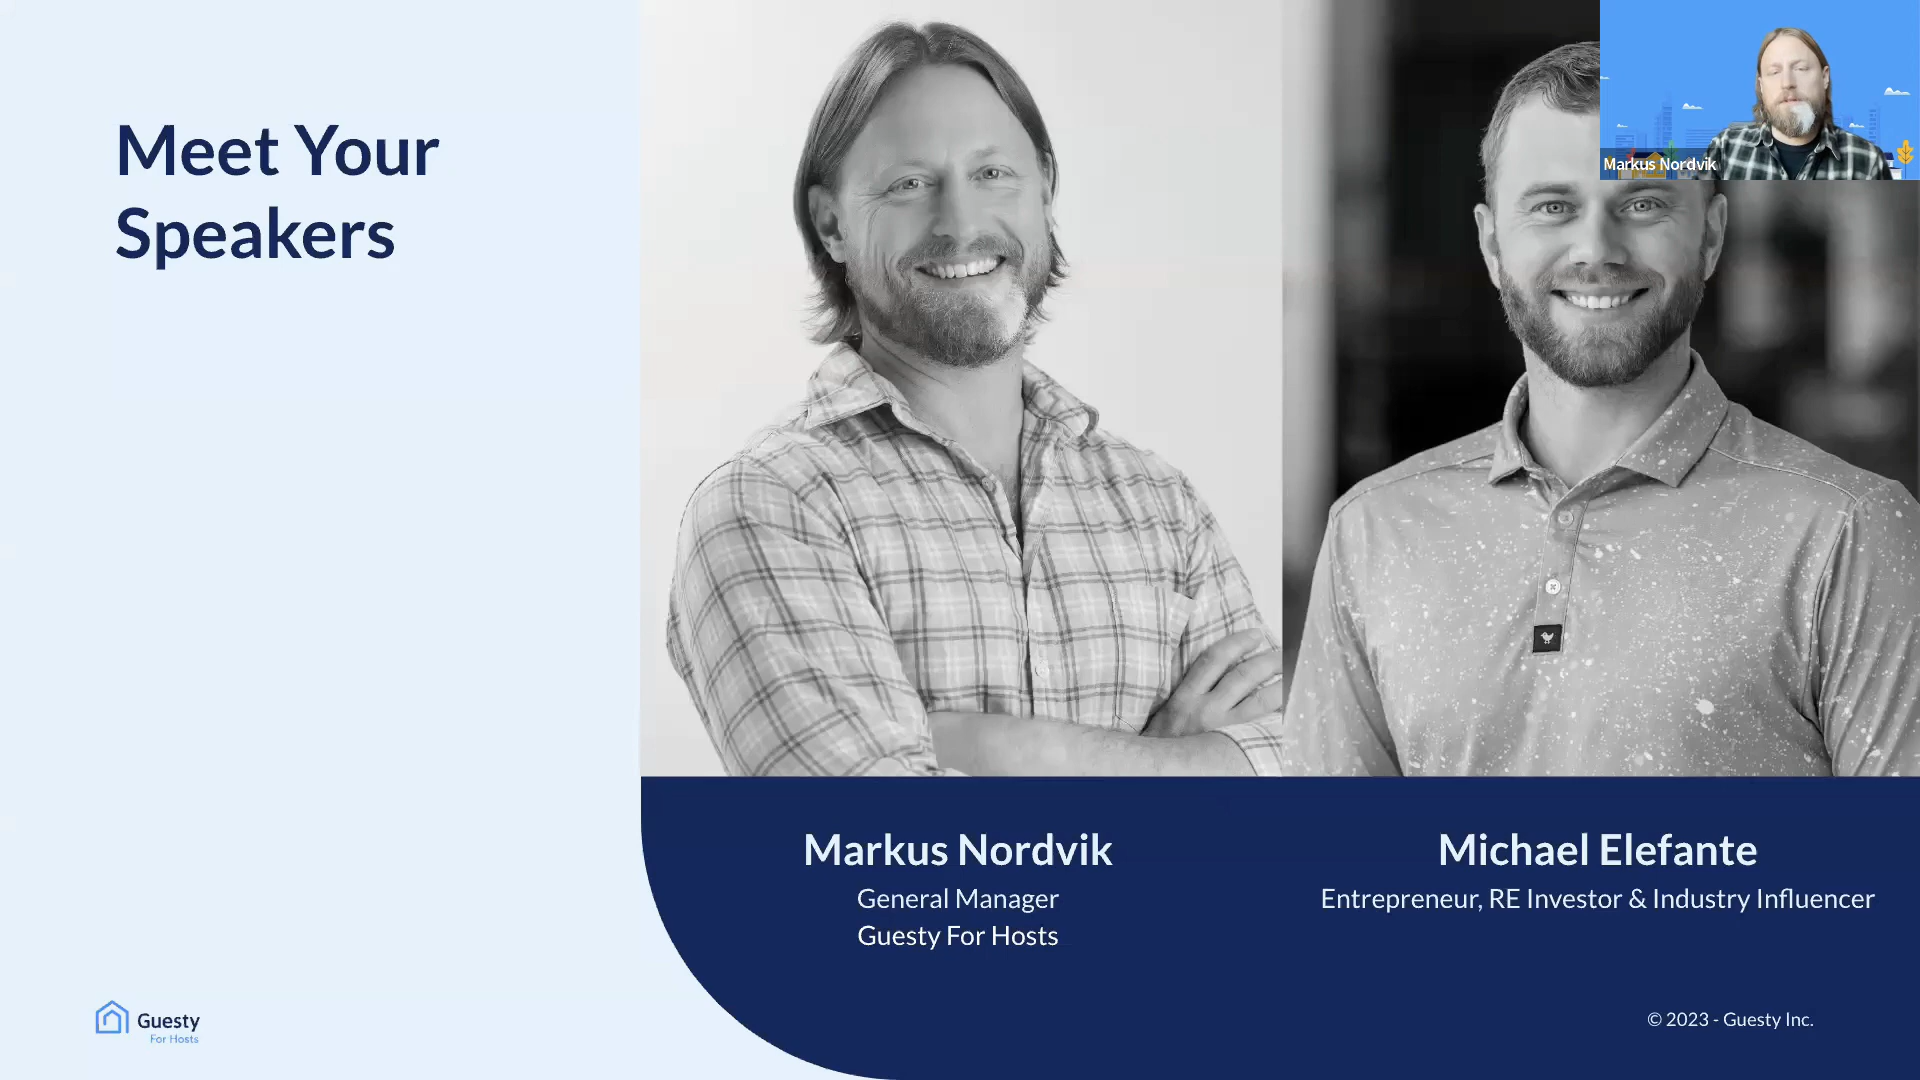 Meet Your
Speakers
Markus Nordvik
Markus Nordvik
General Manager
Guesty For Hosts
Michael Elefante
Entrepreneur, RE Investor & Industry Influencer
Guesty
For Hosts
© 2023 - Guesty Inc.